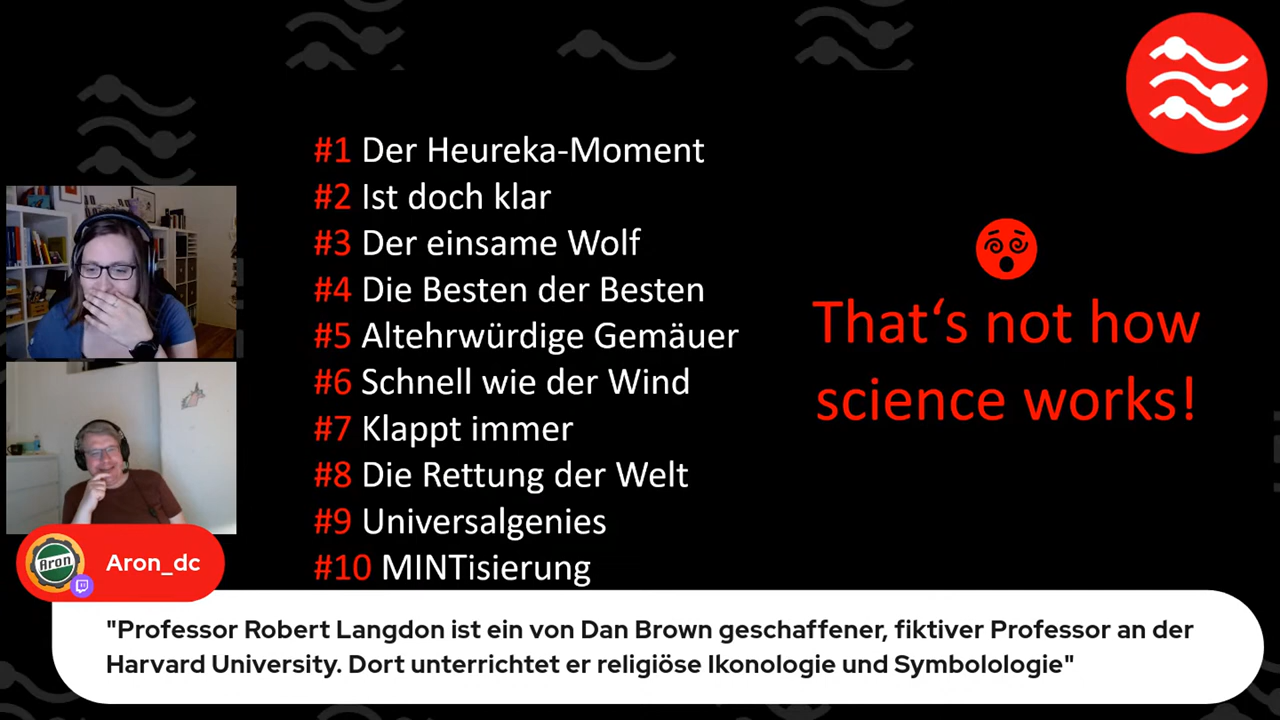 #1 Der Heureka-Moment
#2 Ist doch klar
#3 Der einsame Wolf
#4 Die Besten der Besten
#5 Altehrwürdige Gemäuer
#6 Schnell wie der Wind
#7 Klappt immer
#8 Die Rettung der Welt
#9 Universalgenies
#10 MINTisierung
That‘s not how
science works!
Aron
Aron_dc
"Professor Robert Langdon ist ein von Dan Brown geschaffener, fiktiver Professor an der
Harvard University. Dort unterrichtet er religiöse Ikonologie und Symbolologie"